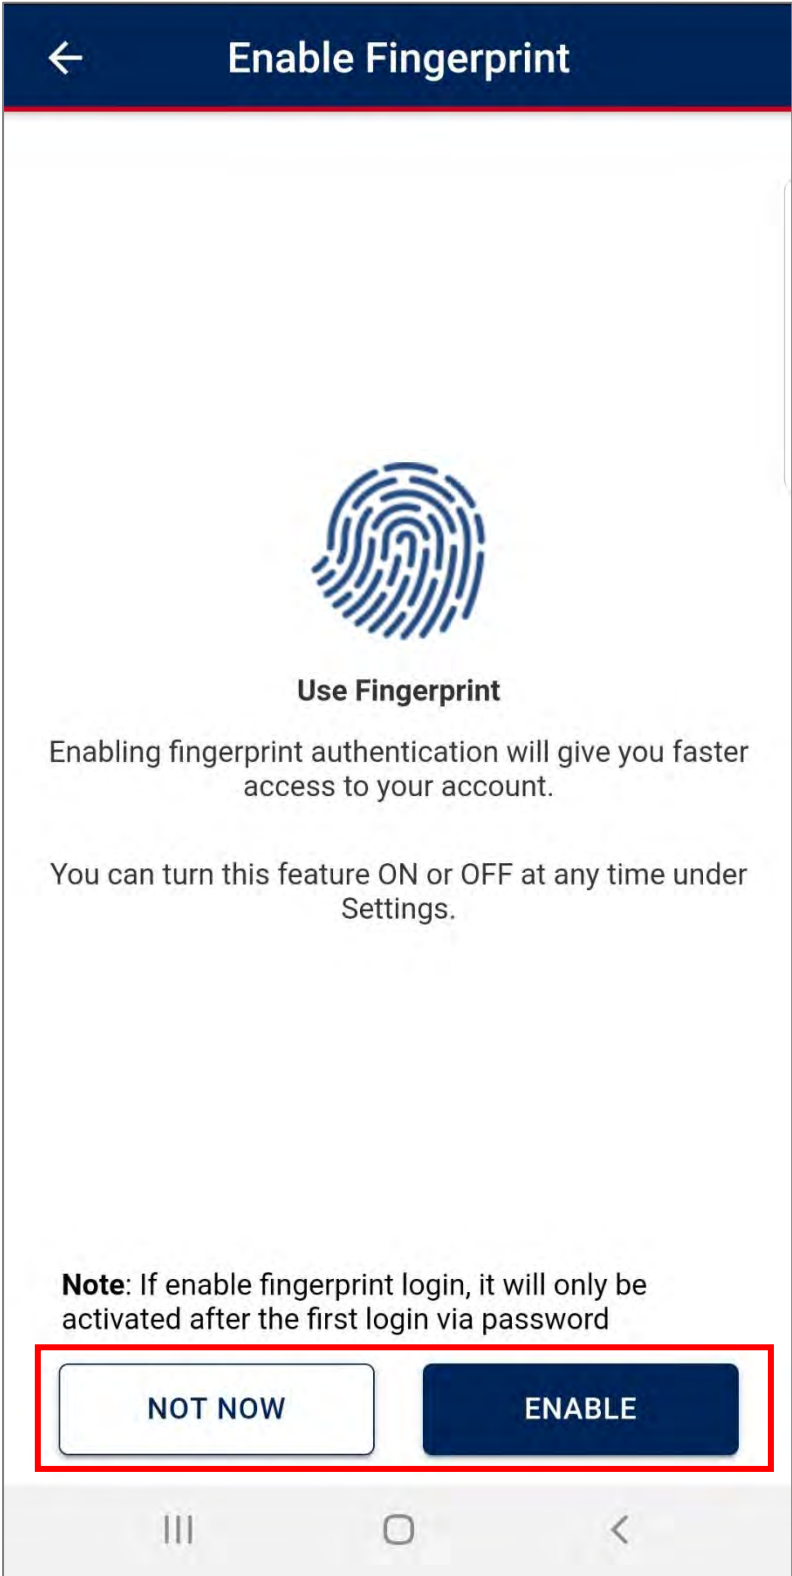 Enable Fingerprint
Use Fingerprint
Enabling fingerprint authentication will give you faster
access to your account.
You can turn this feature ON or OFF at any time under
Settings.
Note: If enable fingerprint login, it will only be
activated after the first login via password
NOT NOW
ENABLE